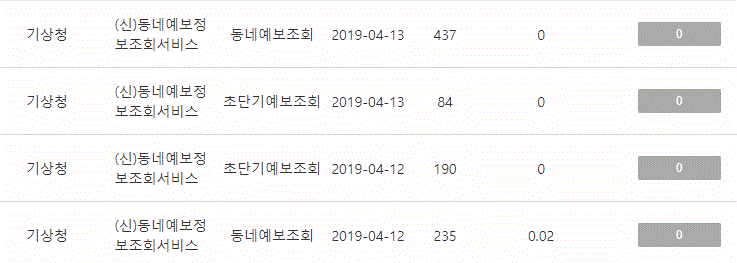 기상청 (신)동네예보정보조회서비스 동네예보조회 2019-04-13 437 0 0
기상청 (신)동네예보정보조회서비스 초단기예보조회 2019-04-13 84 0 0
기상청 (신)동네예보정보조회서비스 초단기예보조회 2019-04-12 190 0 0
기상청 (신)동네예보정보조회서비스 동네예보조회 2019-04-12 235 0.02 0